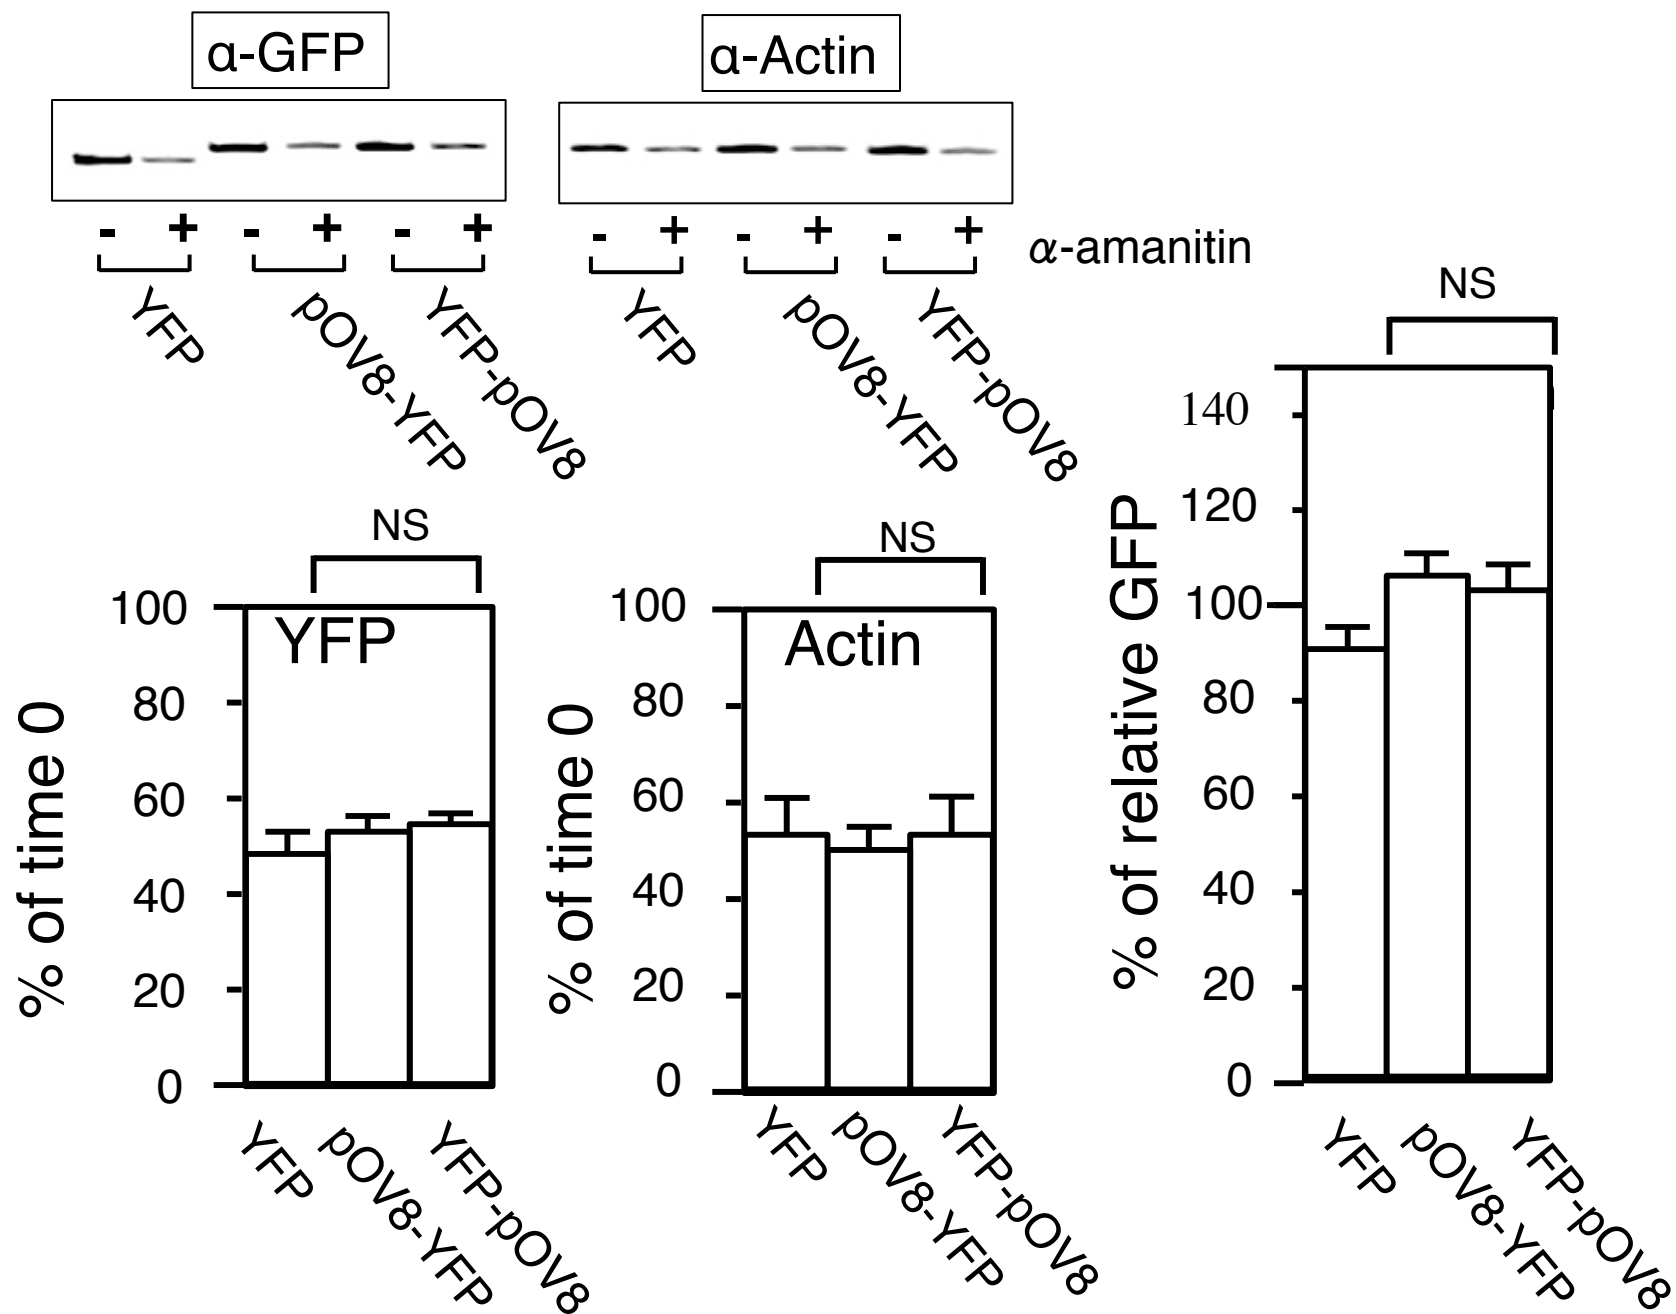 α-GFP
α-Actin
- + - + - +
- + - + - +
α-amanitin
YFP
pOV8-YFP
YFP-pOV8
YFP
pOV8-YFP
YFP-pOV8
NS
100
80
60
40
20
0
% of time 0
YFP
YFP
pOV8-YFP
YFP-pOV8
NS
100
80
60
40
20
0
% of time 0
Actin
YFP
pOV8-YFP
YFP-pOV8
NS
140
120
100
80
60
40
20
0
% of relative GFP
YFP
pOV8-YFP
YFP-pOV8